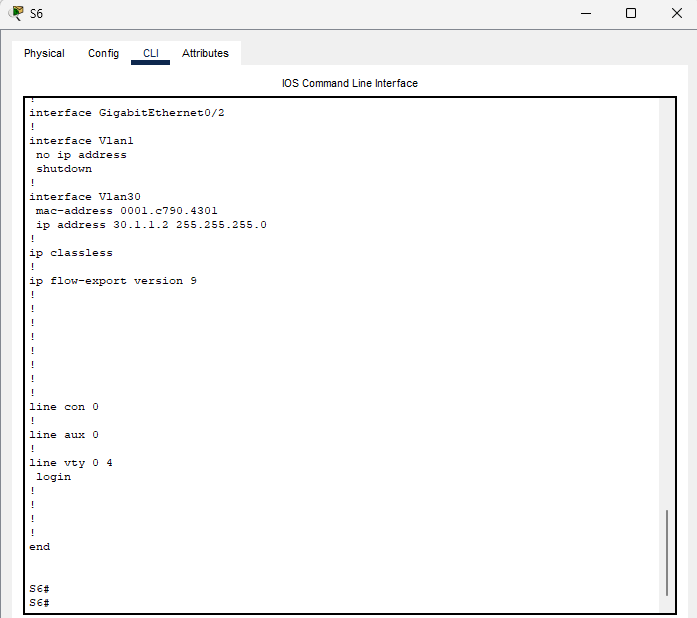 S6
Physical Config CLI Attributes
IOS Command Line Interface
!
interface GigabitEthernet0/2
!
interface Vlan1
no ip address
shutdown
!
interface Vlan30
mac-address 0001.c790.4301
ip address 30.1.1.2 255.255.255.0
!
ip classless
!
ip flow-export version 9
!
!
!
!
!
!
!
!
line con 0
!
line aux 0
!
line vty 0 4
login
!
!
!
!
end
S6#
S6#